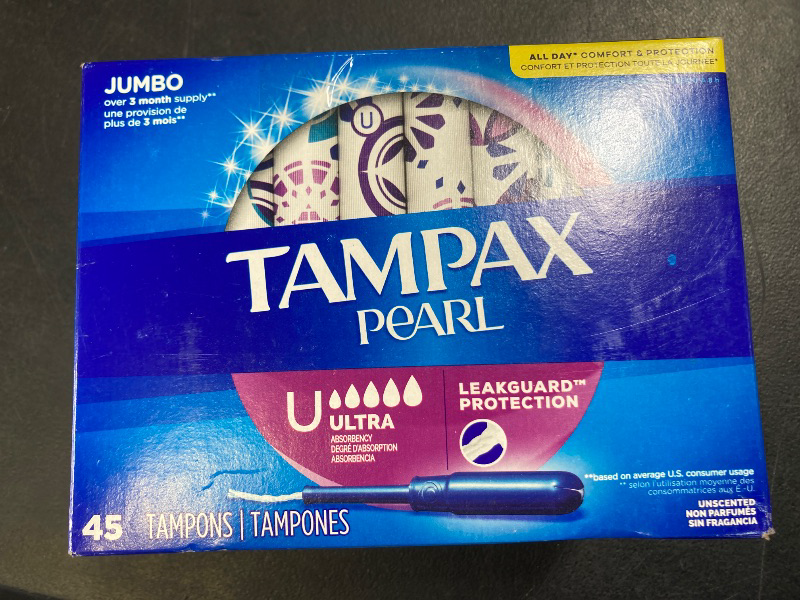 ALL DAY* COMFORT & PROTECTION
CONFORT ET PROTECTION TOUTE LA JOURNÉE*
*8 h
JUMBO
over 3 month supply**
une provision de
plus de 3 mois**
U
TAMPAX
PEARL
U ULTRA
ABSORBENCY
DEGRÉ D'ABSORPTION
ABSORBENCIA
LEAKGUARD™
PROTECTION
**based on average U.S. consumer usage
** selon l'utilisation moyenne des
consommatrices aux É.-U.
UNSCENTED
NON PARFUMÉS
SIN FRAGANCIA
45 TAMPONS | TAMPONES